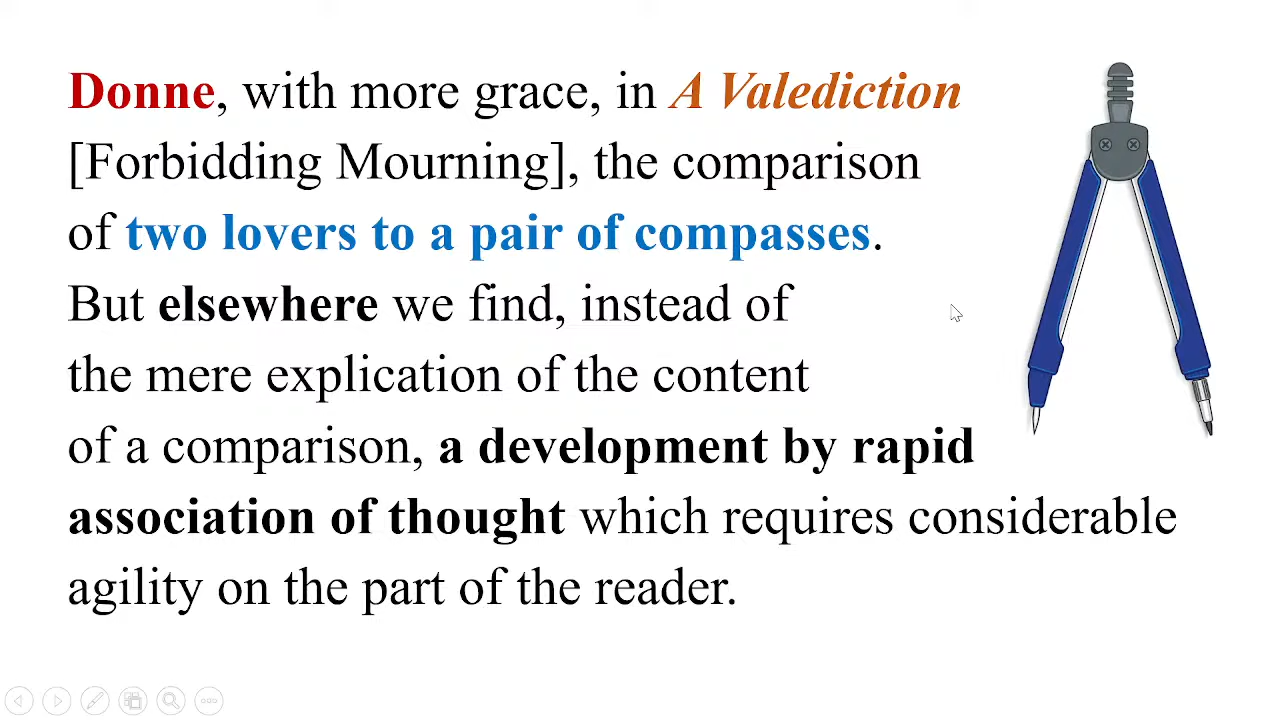 Donne, with more grace, in A Valediction
[Forbidding Mourning], the comparison
of two lovers to a pair of compasses.
But elsewhere we find, instead of
the mere explication of the content
of a comparison, a development by rapid
association of thought which requires considerable
agility on the part of the reader.